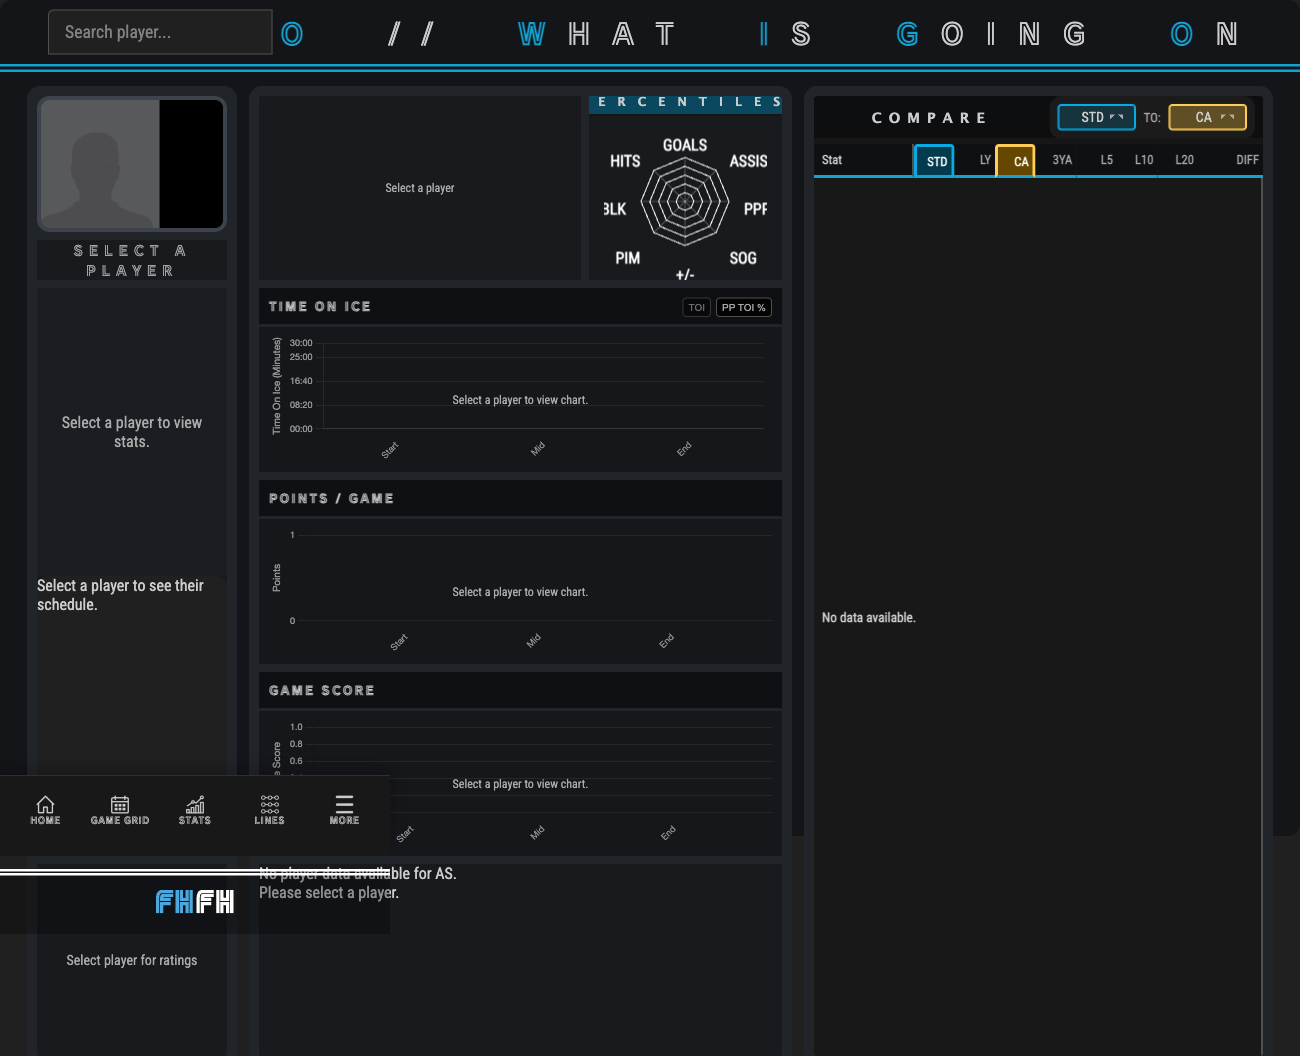 Search player...
O // WHAT IS GOING ON
SELECT A
PLAYER
Select a player to view
stats.
Select a player to see their
schedule.
Select a player
ERCENTILES
GOALS
HITS
ASSIS
BLK
PPP
PIM
SOG
+/-
TIME ON ICE
TOI
PP TOI %
Time On Ice (Minutes)
30:00
25:00
16:40
08:20
00:00
Select a player to view chart.
Start
Mid
End
POINTS / GAME
Points
1
0
Select a player to view chart.
Start
Mid
End
GAME SCORE
e Score
1.0
0.8
0.6
Select a player to view chart.
Start
Mid
End
No player data available for AS.
Please select a player.
COMPARE
STD TO: CA
Stat STD LY CA 3YA L5 L10 L20 DIFF
No data available.
HOME
GAME GRID
STATS
LINES
MORE
FHFH
Select player for ratings